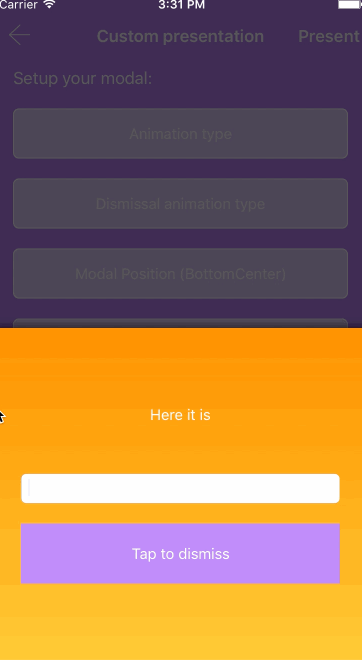 Carrier 3:31 PM
Custom presentation Present
Setup your modal:
Animation type
Dismissal animation type
Modal Position (BottomCenter)
Here it is
Tap to dismiss